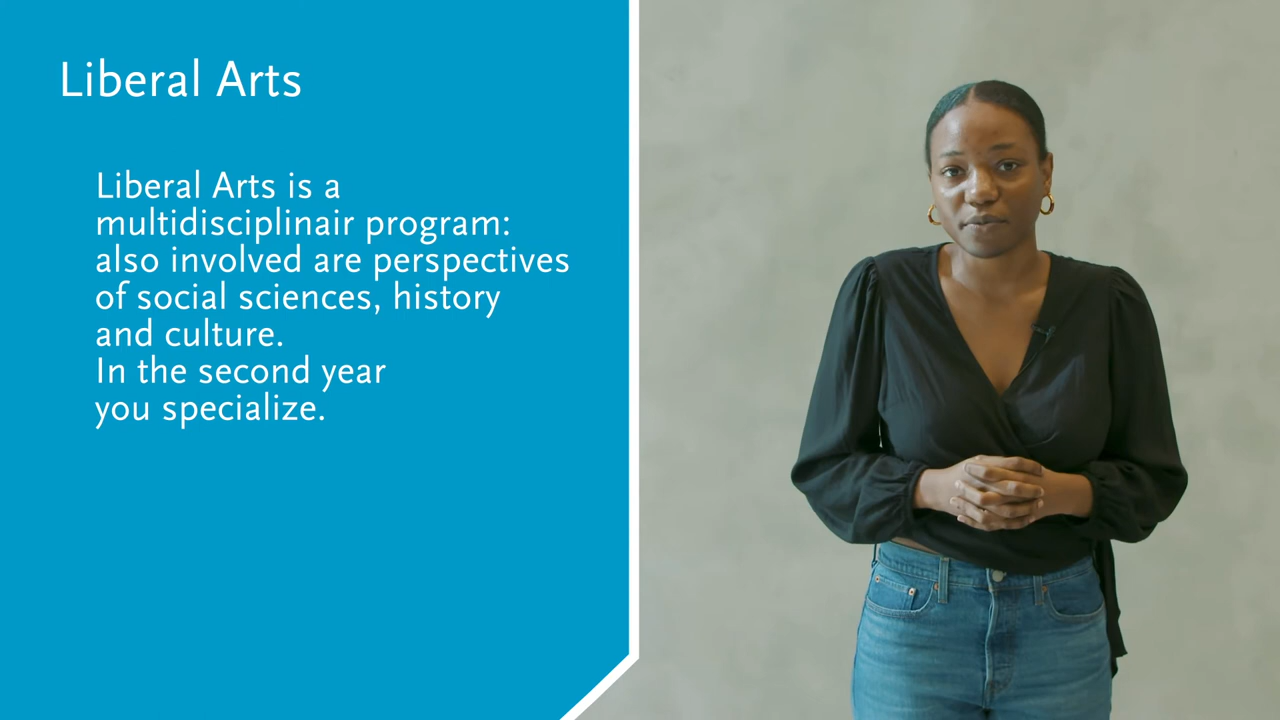 Liberal Arts
Liberal Arts is a
multidisciplinair program:
also involved are perspectives
of social sciences, history
and culture.
In the second year
you specialize.